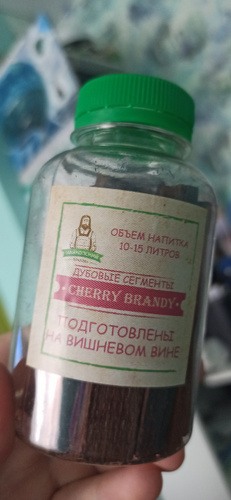 ОБЪЕМ НАПИТКА
10-15 ЛИТРОВ
ДУБОВЫЕ СЕГМЕНТЫ
• CHERRY BRANDY •
ПОДГОТОВЛЕНЫ
НА ВИШНЕВОМ ВИНЕ